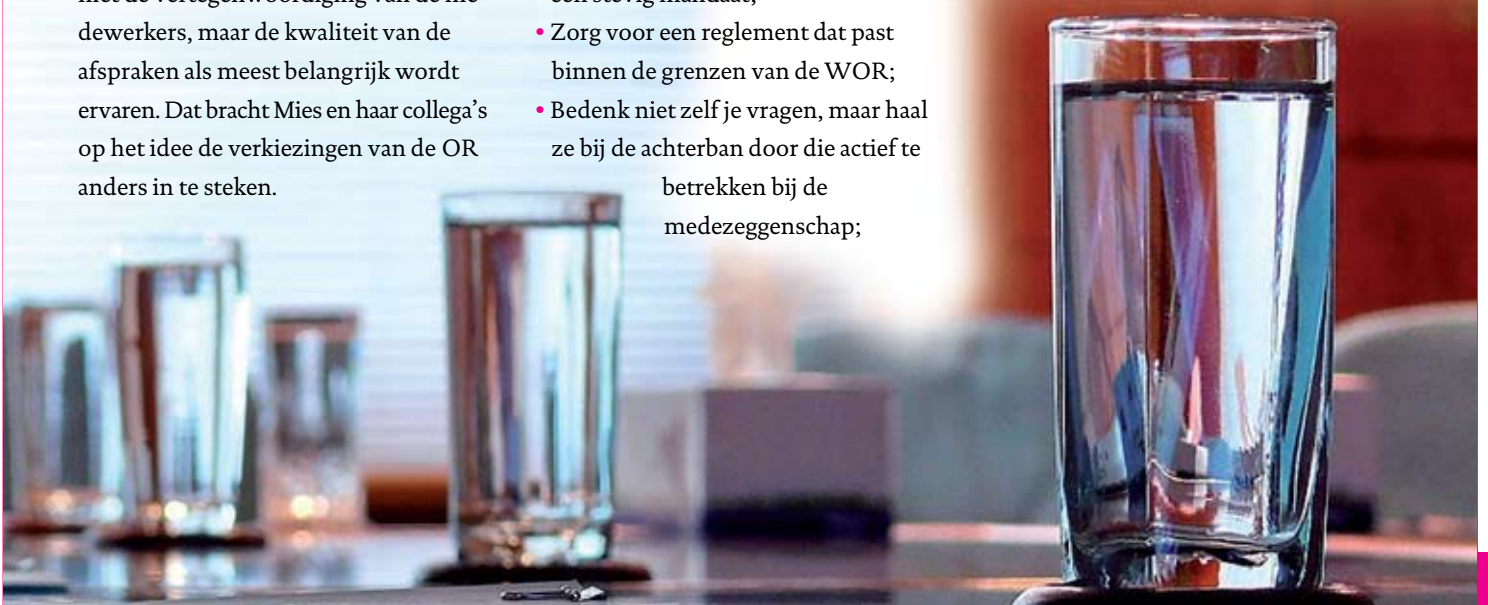 dewerkers, maar de kwaliteit van de
afspraken als meest belangrijk wordt
ervaren. Dat bracht Mies en haar collega's
op het idee de verkiezingen van de OR
anders in te steken.
• Zorg voor een reglement dat past
binnen de grenzen van de WOR;
• Bedenk niet zelf je vragen, maar haal
ze bij de achterban door die actief te
betrekken bij de
medezeggenschap;